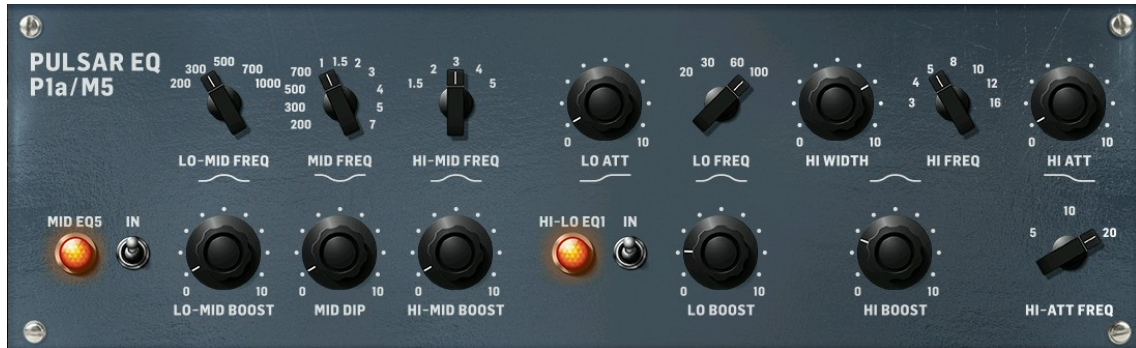 PULSAR EQ
P1a/M5
200 300 500 700 1000
LO-MID FREQ
200 300 500 700 1 1.5 2 3 4 5 7
MID FREQ
1.5 2 3 4 5
HI-MID FREQ
0 10
LO ATT
20 30 60 100
LO FREQ
0 10
HI WIDTH
3 4 5 8 10 12 16
HI FREQ
0 10
HI ATT
MID EQ5
IN
0 10
LO-MID BOOST
0 10
MID DIP
0 10
HI-MID BOOST
HI-LO EQ1
IN
0 10
LO BOOST
0 10
HI BOOST
5 10 20
HI-ATT FREQ